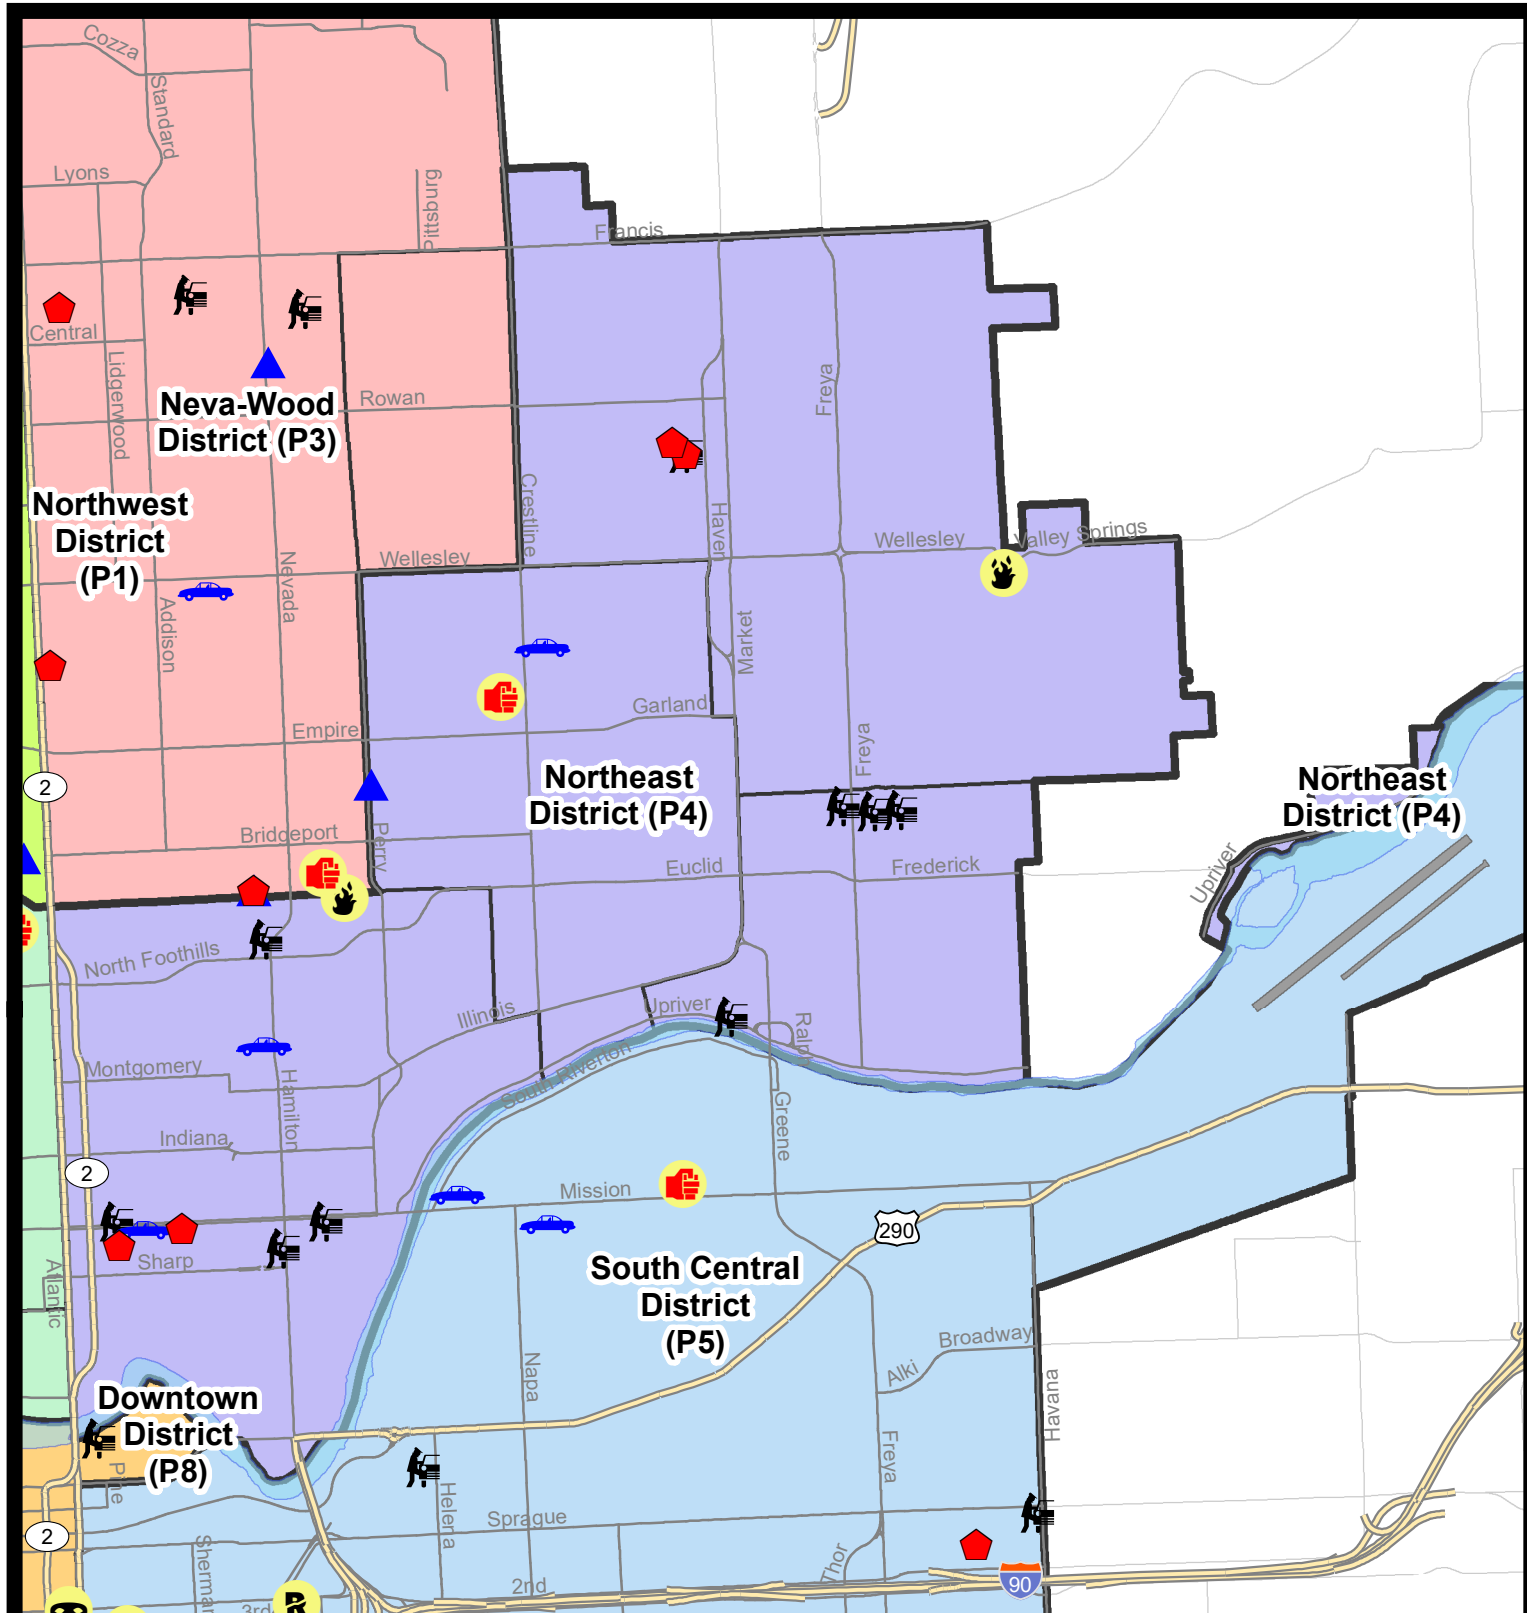 Cozza
Standard
Lyons
Pittsburg
Francis
Central
Lidgerwood
Neva-Wood
District (P3)
Rowan
Freya
Northwest
District
(P1)
Crestline
Haven
Wellesley
Valley Springs
Wellesley
Nevada
Addison
Market
Garland
Empire
Freya
Northeast
District (P4)
Northeast
District (P4)
2
Bridgeport
Perry
Euclid
Frederick
Upriver
North Foothills
Illinois
Upriver
Ralph
South Riverton
Montgomery
Hamilton
Greene
Indiana
2
Mission
290
Sharp
Atlantic
South Central
District
(P5)
Broadway
Napa
Alki
Havana
Downtown
District
(P8)
Pine
Freya
Helena
Sprague
2
Sherman
Thor
90
2nd
3rd
R